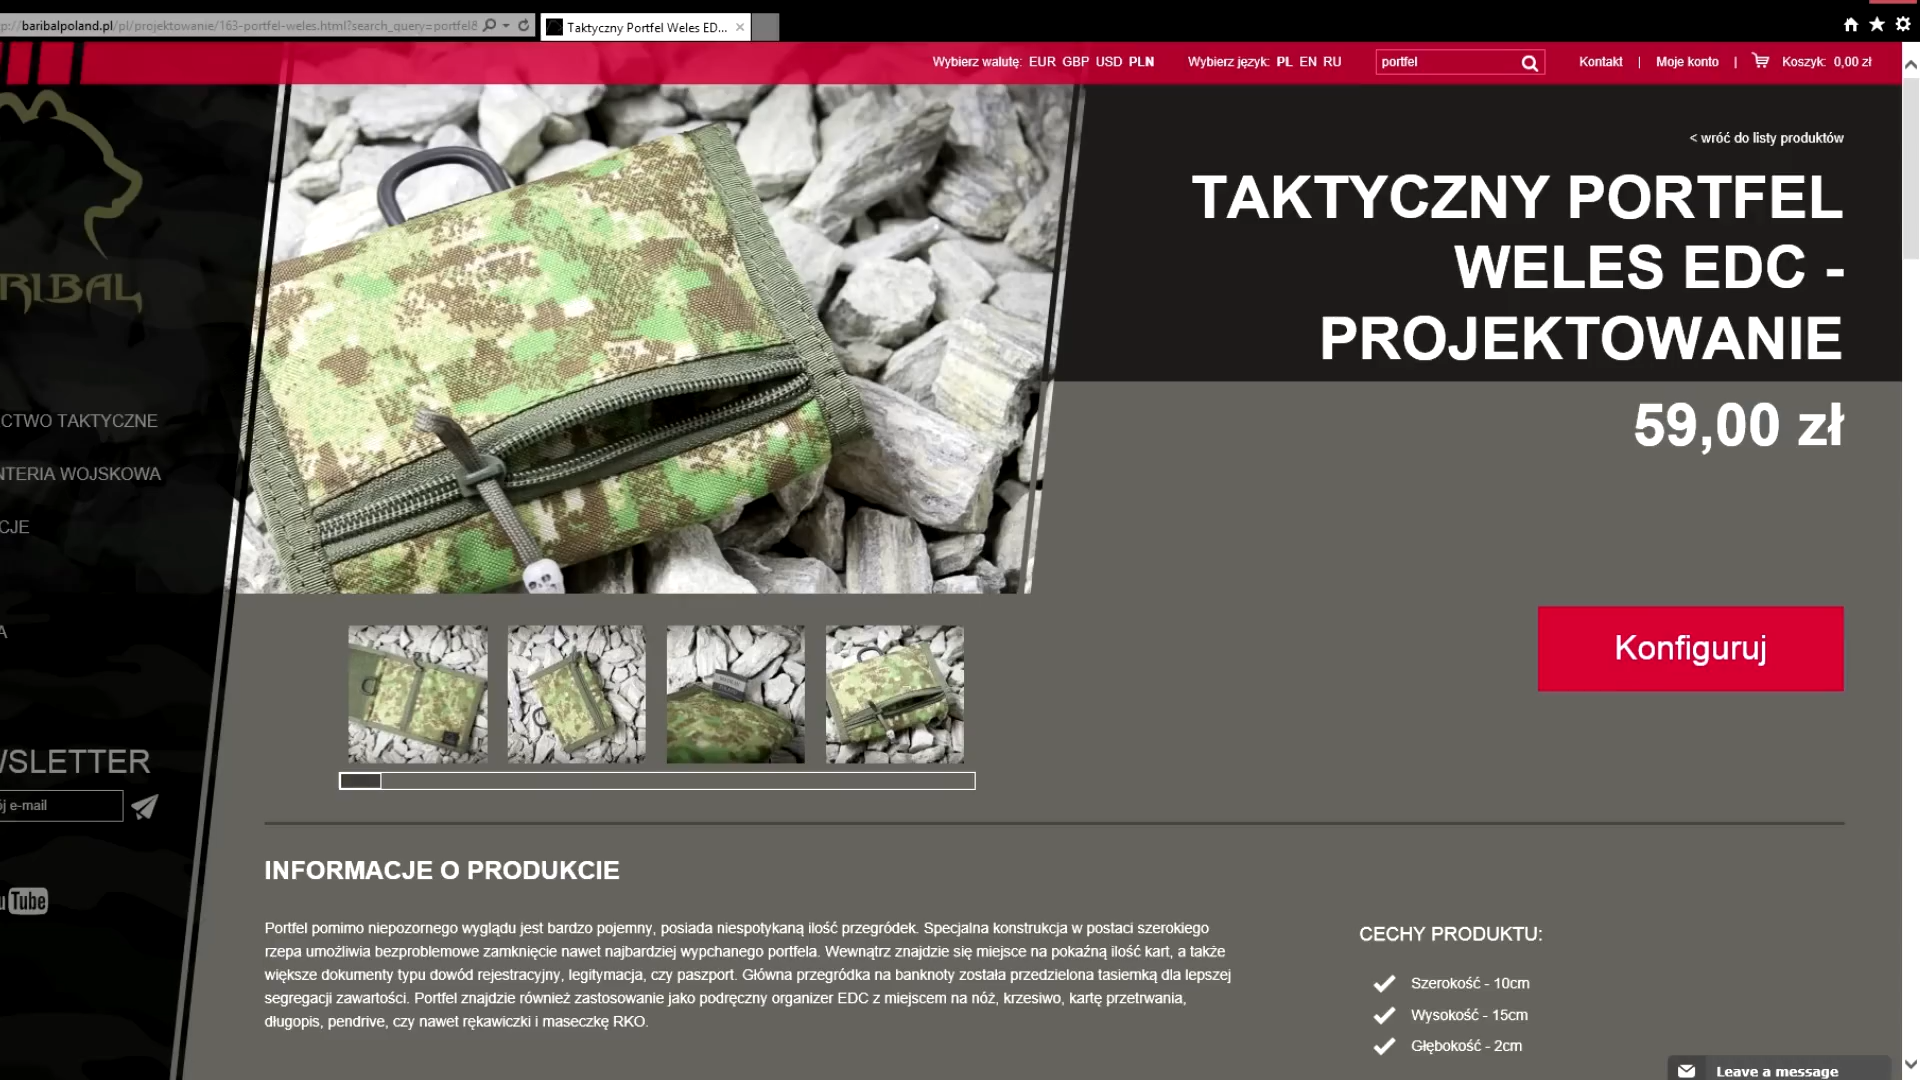 baribalpoland.pl/pl/projektowanie/163-portfel-weles.html?search_query=portfel&
Taktyczny Portfel Weles ED...
Wybierz walutę: EUR GBP USD PLN
Wybierz język: PL EN RU
portfel
Kontakt | Moje konto | Koszyk: 0,00 zł
< wróć do listy produktów
TAKTYCZNY PORTFEL
WELES EDC -
PROJEKTOWANIE
59,00 zł
Konfiguruj
RIBAL
CTWO TAKTYCZNE
NTERIA WOJSKOWA
CJE
A
WSLETTER
j e-mail
u Tube
INFORMACJE O PRODUKCIE
Portfel pomimo niepozornego wyglądu jest bardzo pojemny, posiada niespotykaną ilość przegródek. Specjalna konstrukcja w postaci szerokiego
rzepa umożliwia bezproblemowe zamknięcie nawet najbardziej wypchanego portfela. Wewnątrz znajdzie się miejsce na pokaźną ilość kart, a także
większe dokumenty typu dowód rejestracyjny, legitymacja, czy paszport. Główna przegródka na banknoty została przedzielona tasiemką dla lepszej
segregacji zawartości. Portfel znajdzie również zastosowanie jako podręczny organizer EDC z miejscem na nóż, krzesiwo, kartę przetrwania,
długopis, pendrive, czy nawet rękawiczki i maseczkę RKO.
CECHY PRODUKTU:
Szerokość - 10cm
Wysokość - 15cm
Głębokość - 2cm
Leave a message